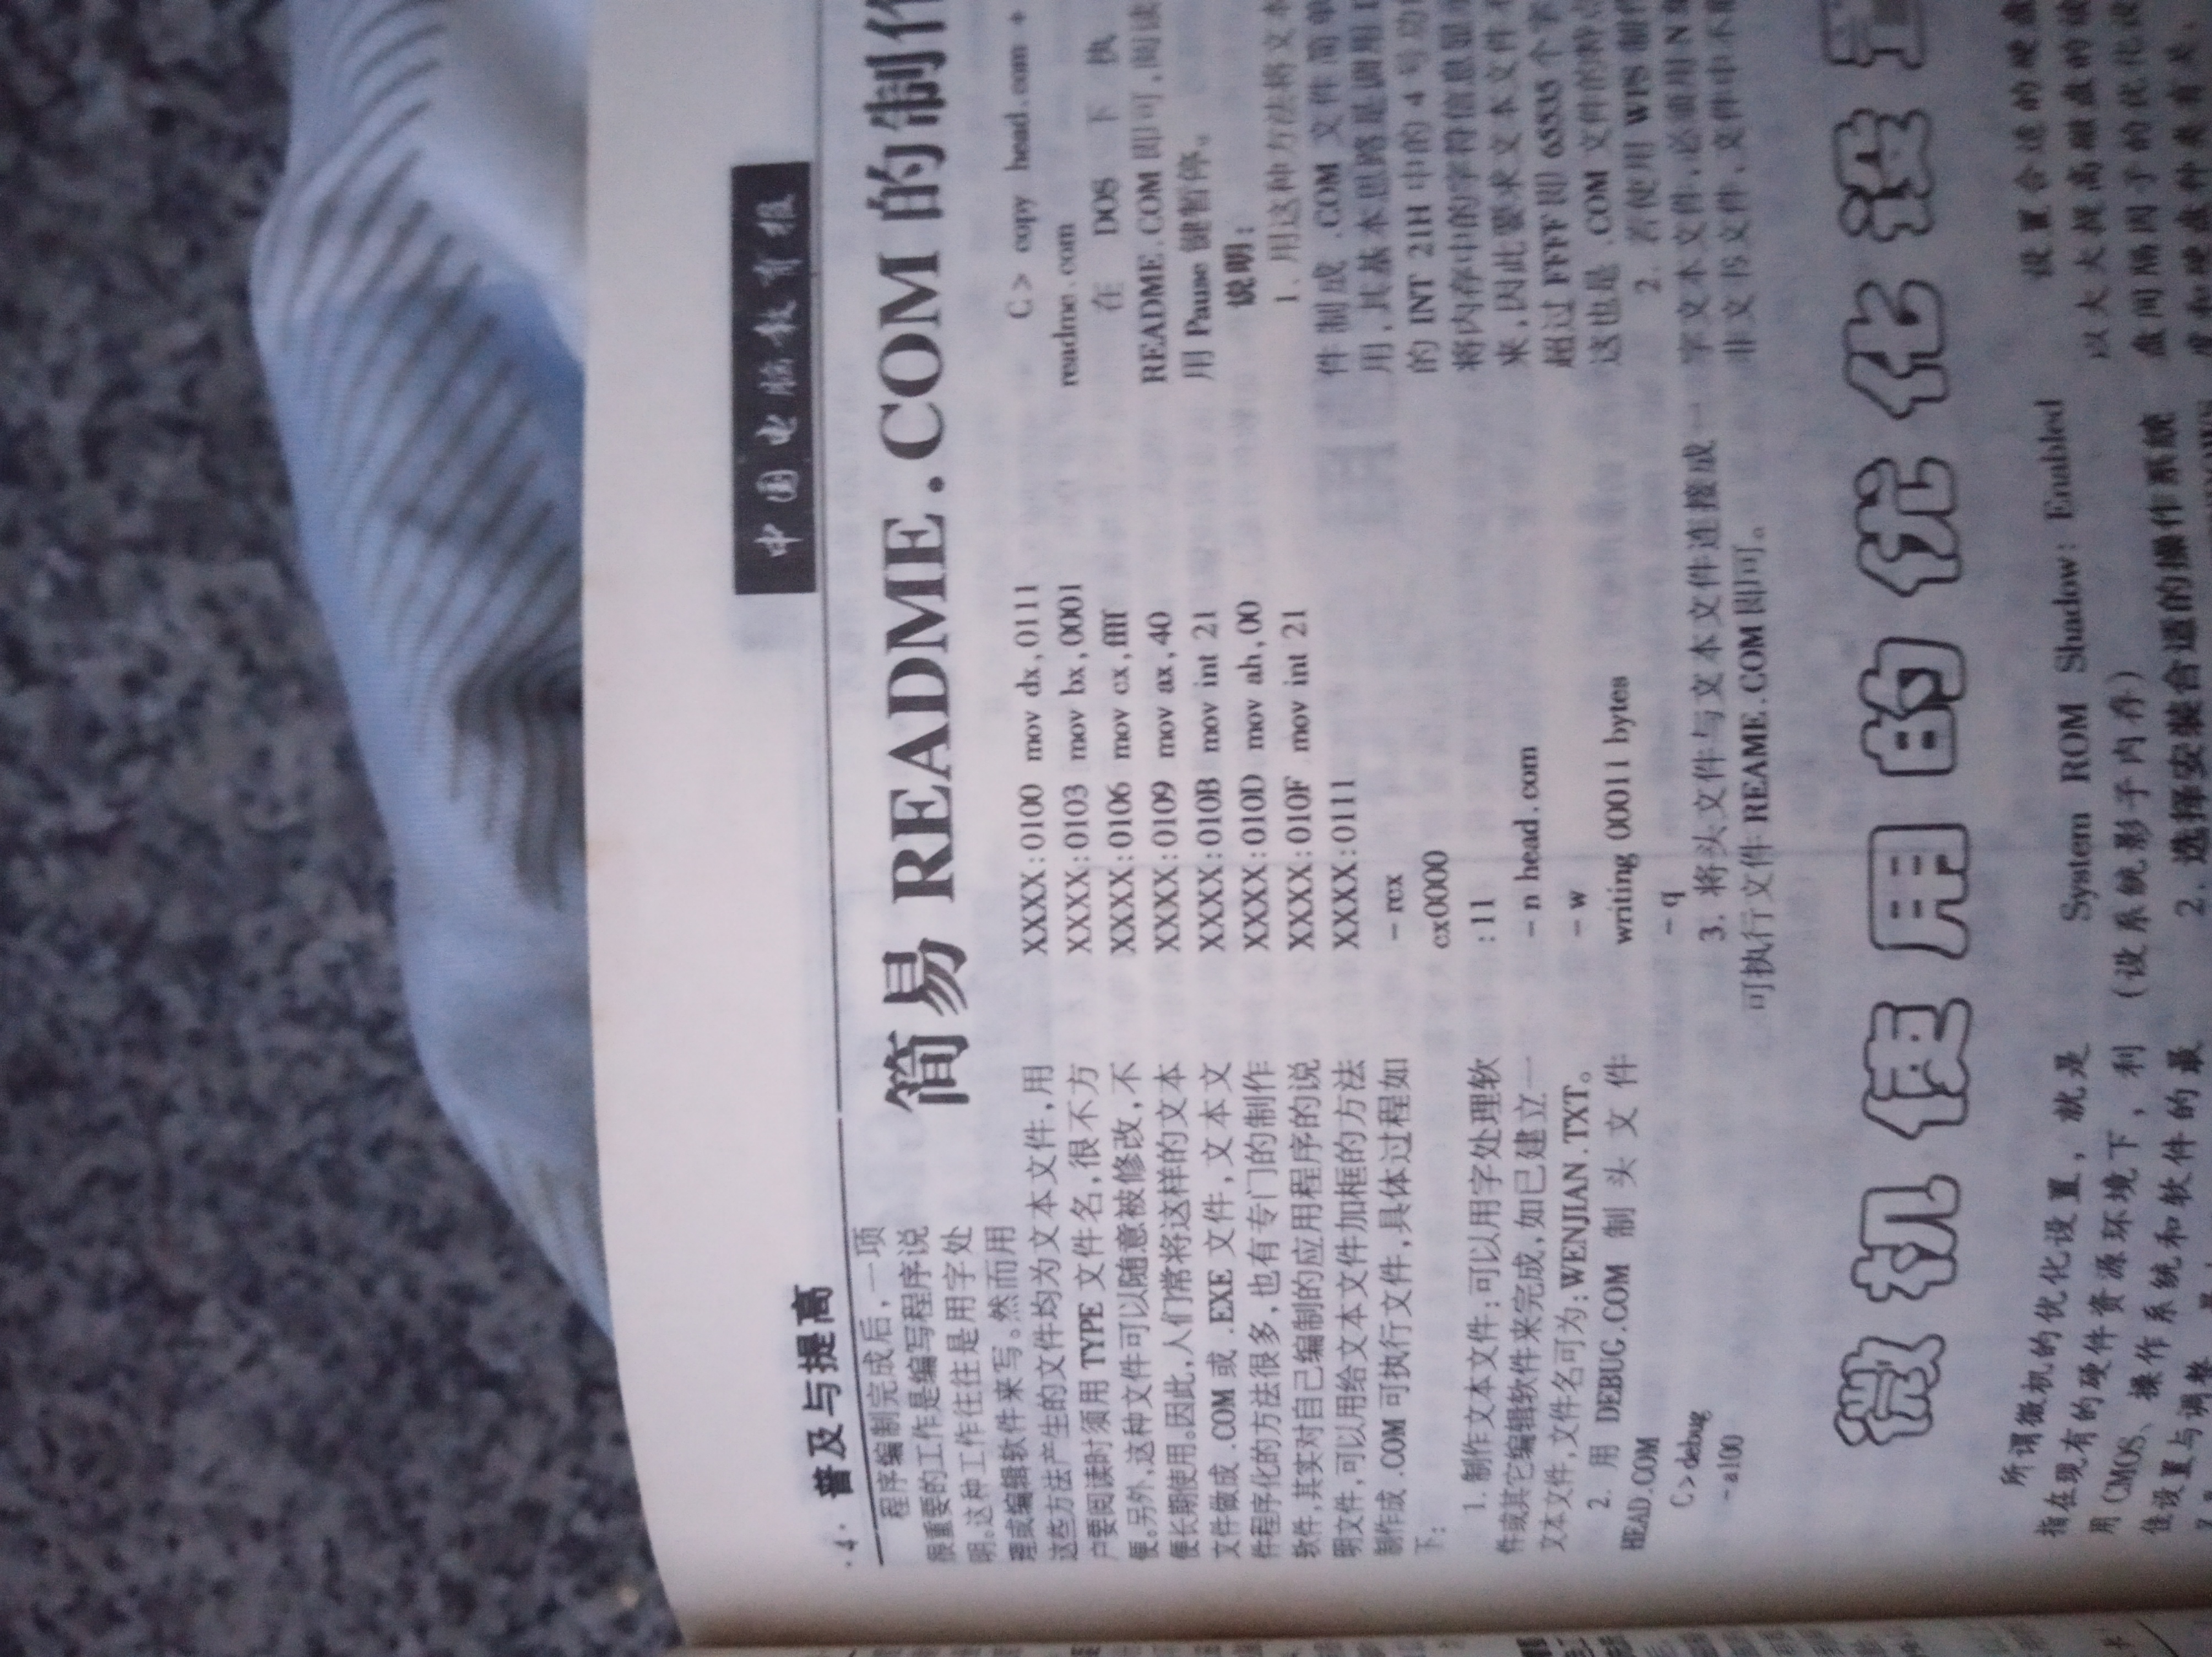 ·4· 普及与提高
中国电脑教育报
简易 README.COM 的制作
程序编制完成后，一项
很重要的工作是编写程序说
明。这种工作往往是用字处
理或编辑软件来写。然而用
这些方法产生的文件均为文本文件，用
户要阅读时须用 TYPE 文件名，很不方
便。另外，这种文件可以随意被修改，不
便长期使用。因此，人们常将这样的文本
文件做成 .COM 或 .EXE 文件，文本文
件程序化的方法很多，也有专门的制作
软件，其实对自己编制的应用程序的说
明文件，可以用给文本文件加框的方法
制作成 .COM 可执行文件，具体过程如
下：
1. 制作文本文件：可以用字处理软
件或其它编辑软件来完成，如已建立一
文本文件，文件名可为：WENJIAN.TXT。
2. 用 DEBUG.COM 制头文件
HEAD.COM
C>debug
-a100
XXXX:0100 mov dx,0111
XXXX:0103 mov bx,0001
XXXX:0106 mov cx,ffff
XXXX:0109 mov ax,40
XXXX:010B mov int 21
XXXX:010D mov ah,00
XXXX:010F mov int 21
XXXX:0111
-rcx
cx0000
:11
-n head.com
-w
writing 00011 bytes
-q
3. 将头文件与文本文件连接成一
可执行文件 REAME.COM 即可。
C> copy head.com +
readme.com
在 DOS 下 执
README.COM 即可，阅读
用 Pause 键暂停。
说明：
1. 用这种方法将文本
件制成 .COM 文件简单
用，其基本思路是调用
的 INT 21H 中的 4 号功
将内存中的字符信息显
来，因此要求文本文件
超过 FFFF 即 65535 个字
这也是 .COM 文件的特点
2. 若使用 WPS 制作
字文本文件，必须用 N
非文书文件，文件中不
微机使用的优化设置
所谓微机的优化设置，就是
指在现有的硬件资源环境下，利
用 CMOS、操作系统和软件的最
佳设置与调整
System ROM Shadow: Enabled
(设系统影子内存)
2. 选择安装合适的操作系统
设置合适的硬盘
以大大提高磁盘的读
盘间隔因子的优化设